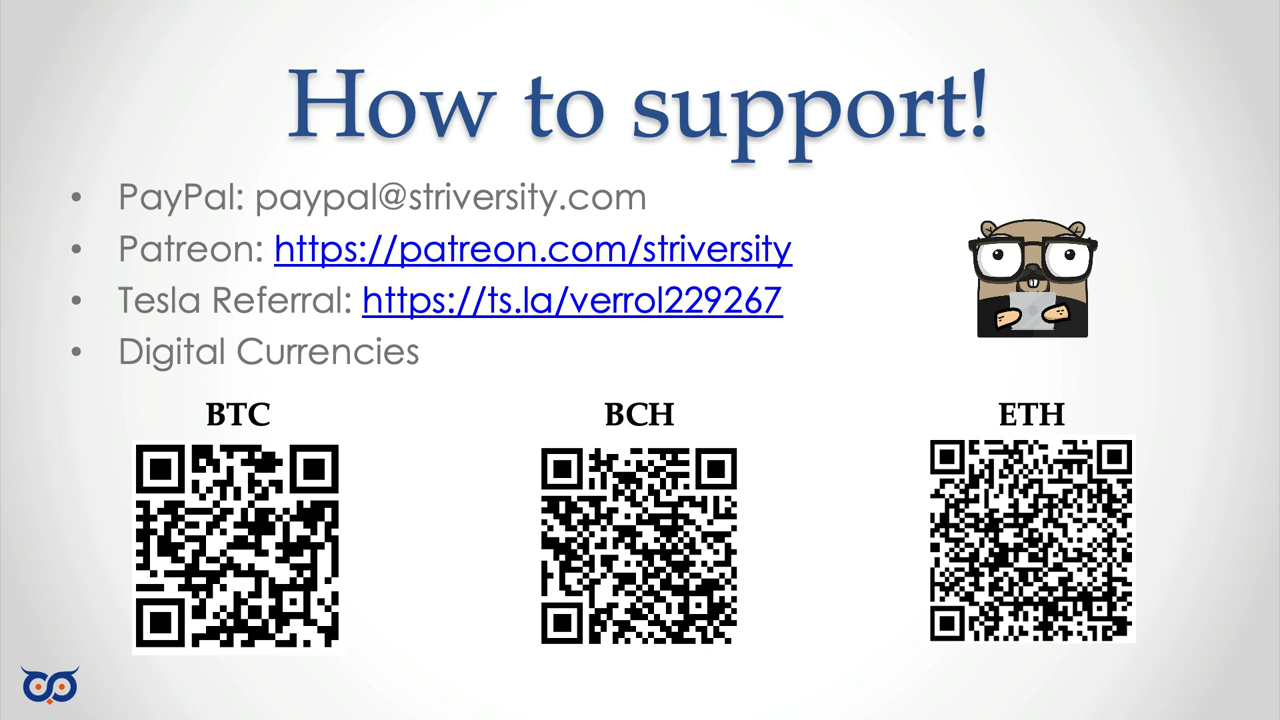 How to support!
• PayPal: paypal@striversity.com
• Patreon: https://patreon.com/striversity
• Tesla Referral: https://ts.la/verrol229267
• Digital Currencies
BTC BCH ETH